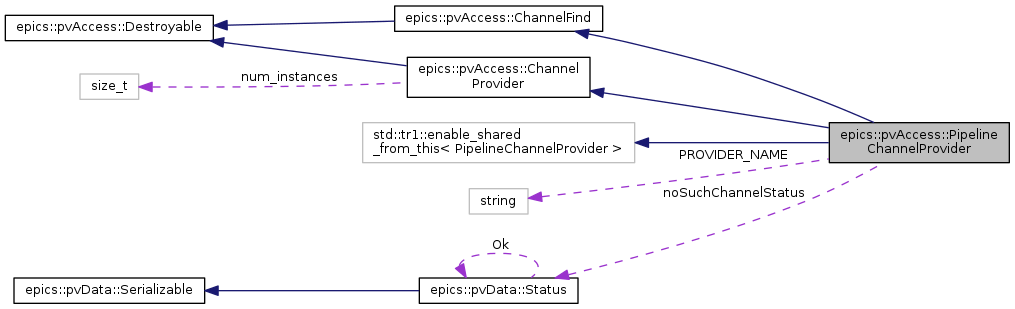 epics::pvAccess::ChannelFind
epics::pvAccess::Destroyable
epics::pvAccess::Channel
Provider
num_instances
size_t
std::tr1::enable_shared
_from_this< PipelineChannelProvider >
epics::pvAccess::Pipeline
ChannelProvider
PROVIDER_NAME
string
noSuchChannelStatus
Ok
epics::pvData::Serializable
epics::pvData::Status